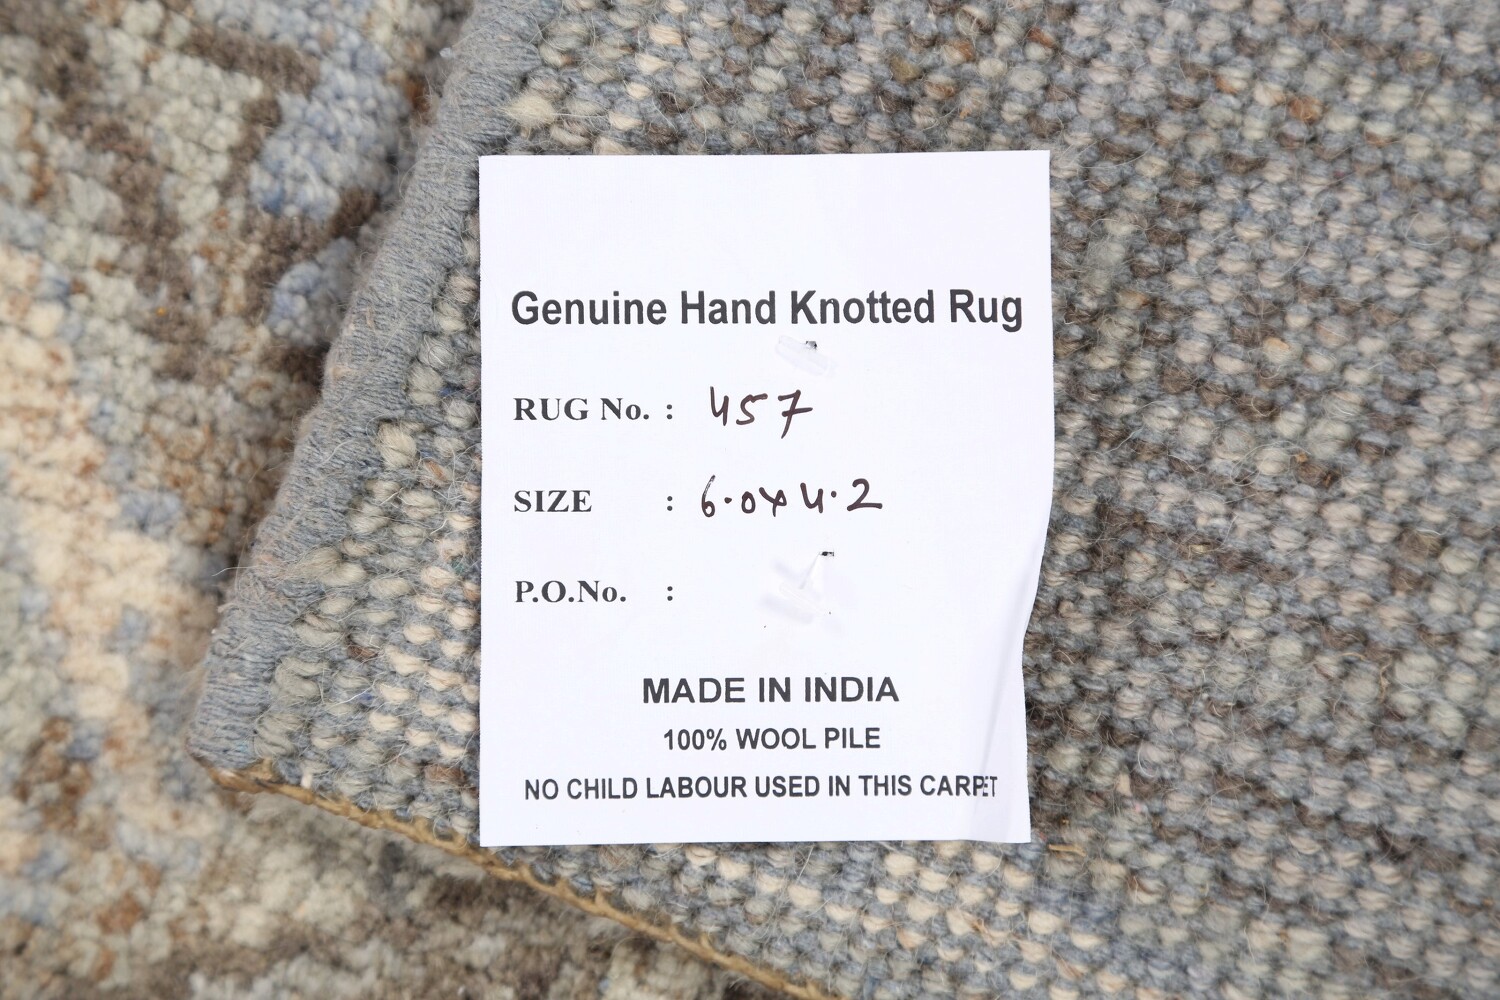 Genuine Hand Knotted Rug
RUG No. : 457
SIZE : 6.0x4.2
P.O.No. :
MADE IN INDIA
100% WOOL PILE
NO CHILD LABOUR USED IN THIS CARPET